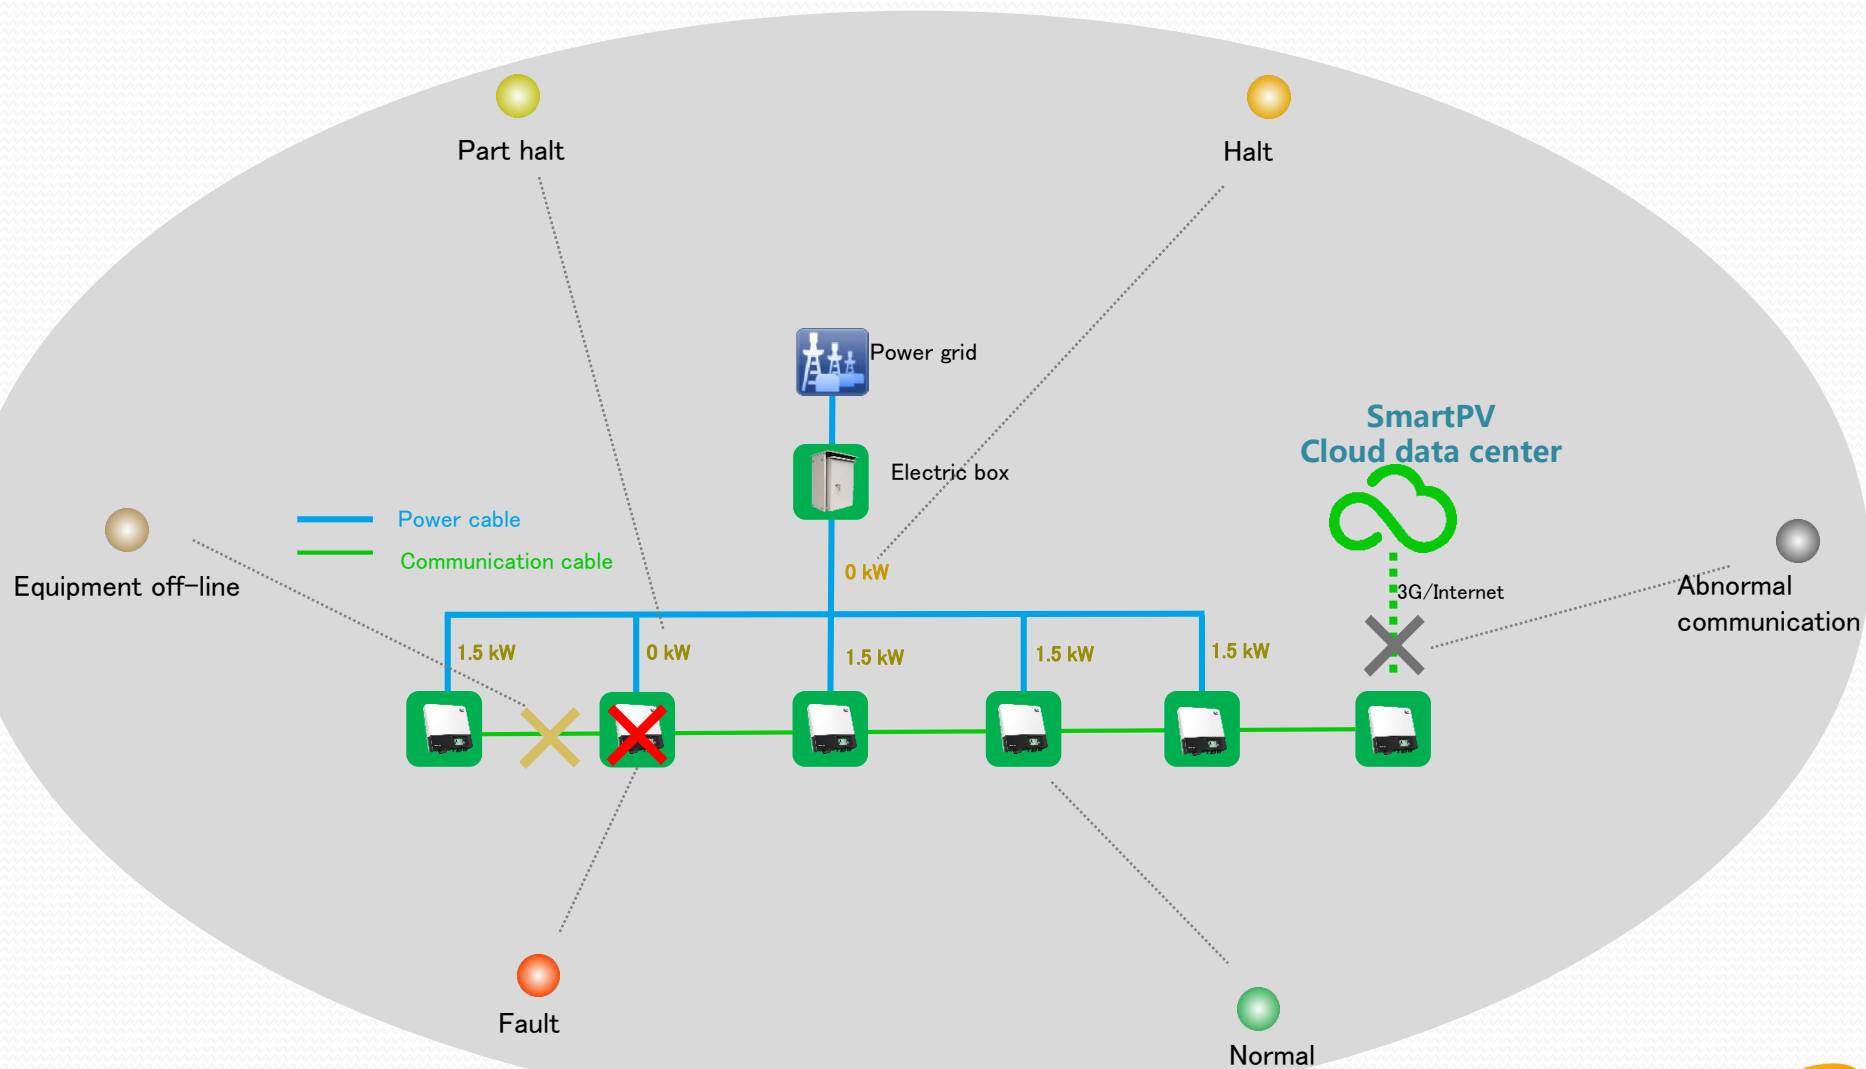 Part halt
Halt
Power grid
SmartPV
Cloud data center
Electric box
Power cable
Communication cable
Equipment off-line
0 kW
3G/Internet
Abnormal
communication
1.5 kW
0 kW
1.5 kW
1.5 kW
1.5 kW
Fault
Normal